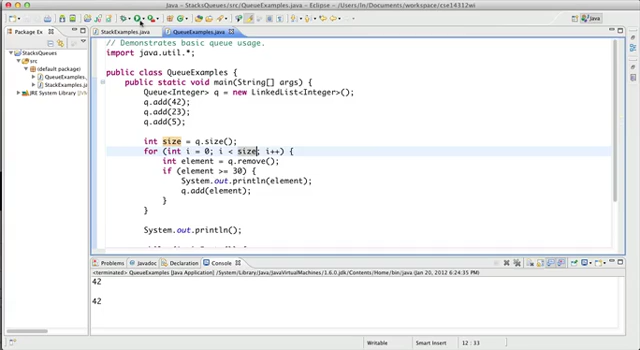 Java - StacksQueues/src/QueueExamples.java - Eclipse - /Users/ln/Documents/workspace/cse14312wi
Java
Package Ex
StackExamples.java
QueueExamples.java
StacksQueues
src
(default package)
QueueExamples.
StackExamples.ja
JRE System Library
// Demonstrates basic queue usage.
import java.util.*;
public class QueueExamples {
public static void main(String[] args) {
Queue<Integer> q = new LinkedList<Integer>();
q.add(42);
q.add(23);
q.add(5);
int size = q.size();
for (int i = 0; i < size; i++) {
int element = q.remove();
if (element >= 30) {
System.out.println(element);
q.add(element);
}
}
System.out.println();
Problems
Javadoc
Declaration
Console
<terminated> QueueExamples [Java Application] /System/Library/Java/JavaVirtualMachines/1.6.0.jdk/Contents/Home/bin/java (Jan 20, 2012 6:24:35 PM)
42
42
Writable
Smart Insert
12 : 33